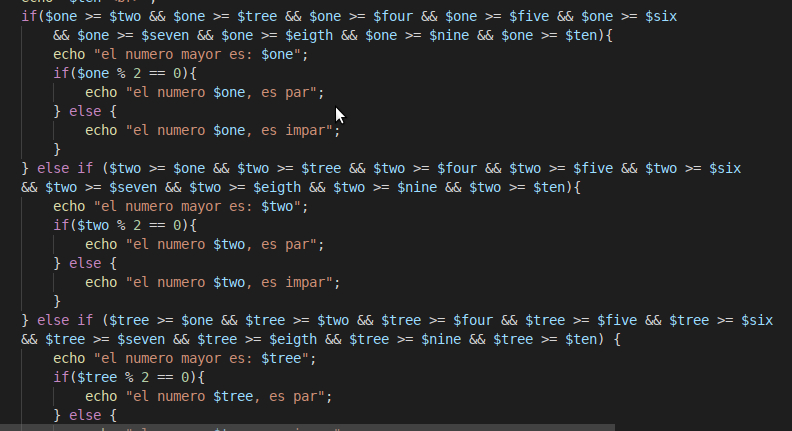 if($one >= $two && $one >= $tree && $one >= $four && $one >= $five && $one >= $six
&& $one >= $seven && $one >= $eigth && $one >= $nine && $one >= $ten){
echo "el numero mayor es: $one";
if($one % 2 == 0){
echo "el numero $one, es par";
} else {
echo "el numero $one, es impar";
}
} else if ($two >= $one && $two >= $tree && $two >= $four && $two >= $five && $two >= $six
&& $two >= $seven && $two >= $eigth && $two >= $nine && $two >= $ten){
echo "el numero mayor es: $two";
if($two % 2 == 0){
echo "el numero $two, es par";
} else {
echo "el numero $two, es impar";
}
} else if ($tree >= $one && $tree >= $two && $tree >= $four && $tree >= $five && $tree >= $six
&& $tree >= $seven && $tree >= $eigth && $tree >= $nine && $tree >= $ten) {
echo "el numero mayor es: $tree";
if($tree % 2 == 0){
echo "el numero $tree, es par";
} else {